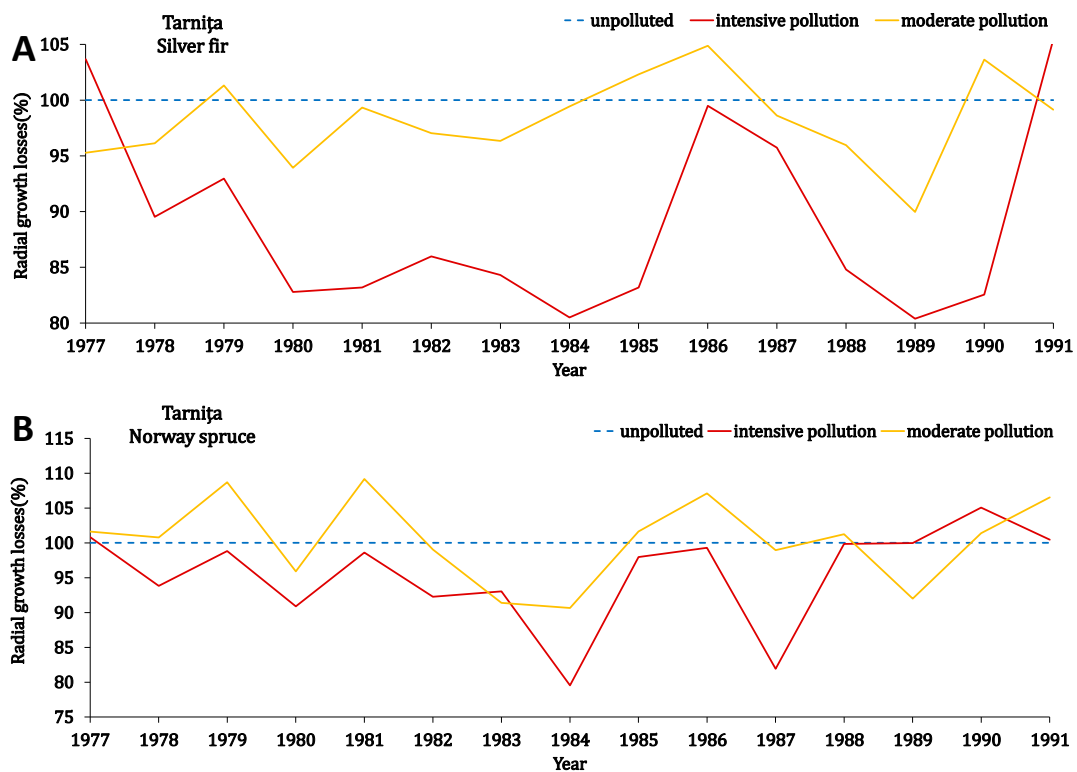 Tarnița
Silver fir
unpolluted intensive pollution moderate pollution
A
105
100
95
90
85
80
Radial growth losses(%)
1977 1978 1979 1980 1981 1982 1983 1984 1985 1986 1987 1988 1989 1990 1991
Year
Tarnița
Norway spruce
unpolluted intensive pollution moderate pollution
B
115
110
105
100
95
90
85
80
75
Radial growth losses(%)
1977 1978 1979 1980 1981 1982 1983 1984 1985 1986 1987 1988 1989 1990 1991
Year